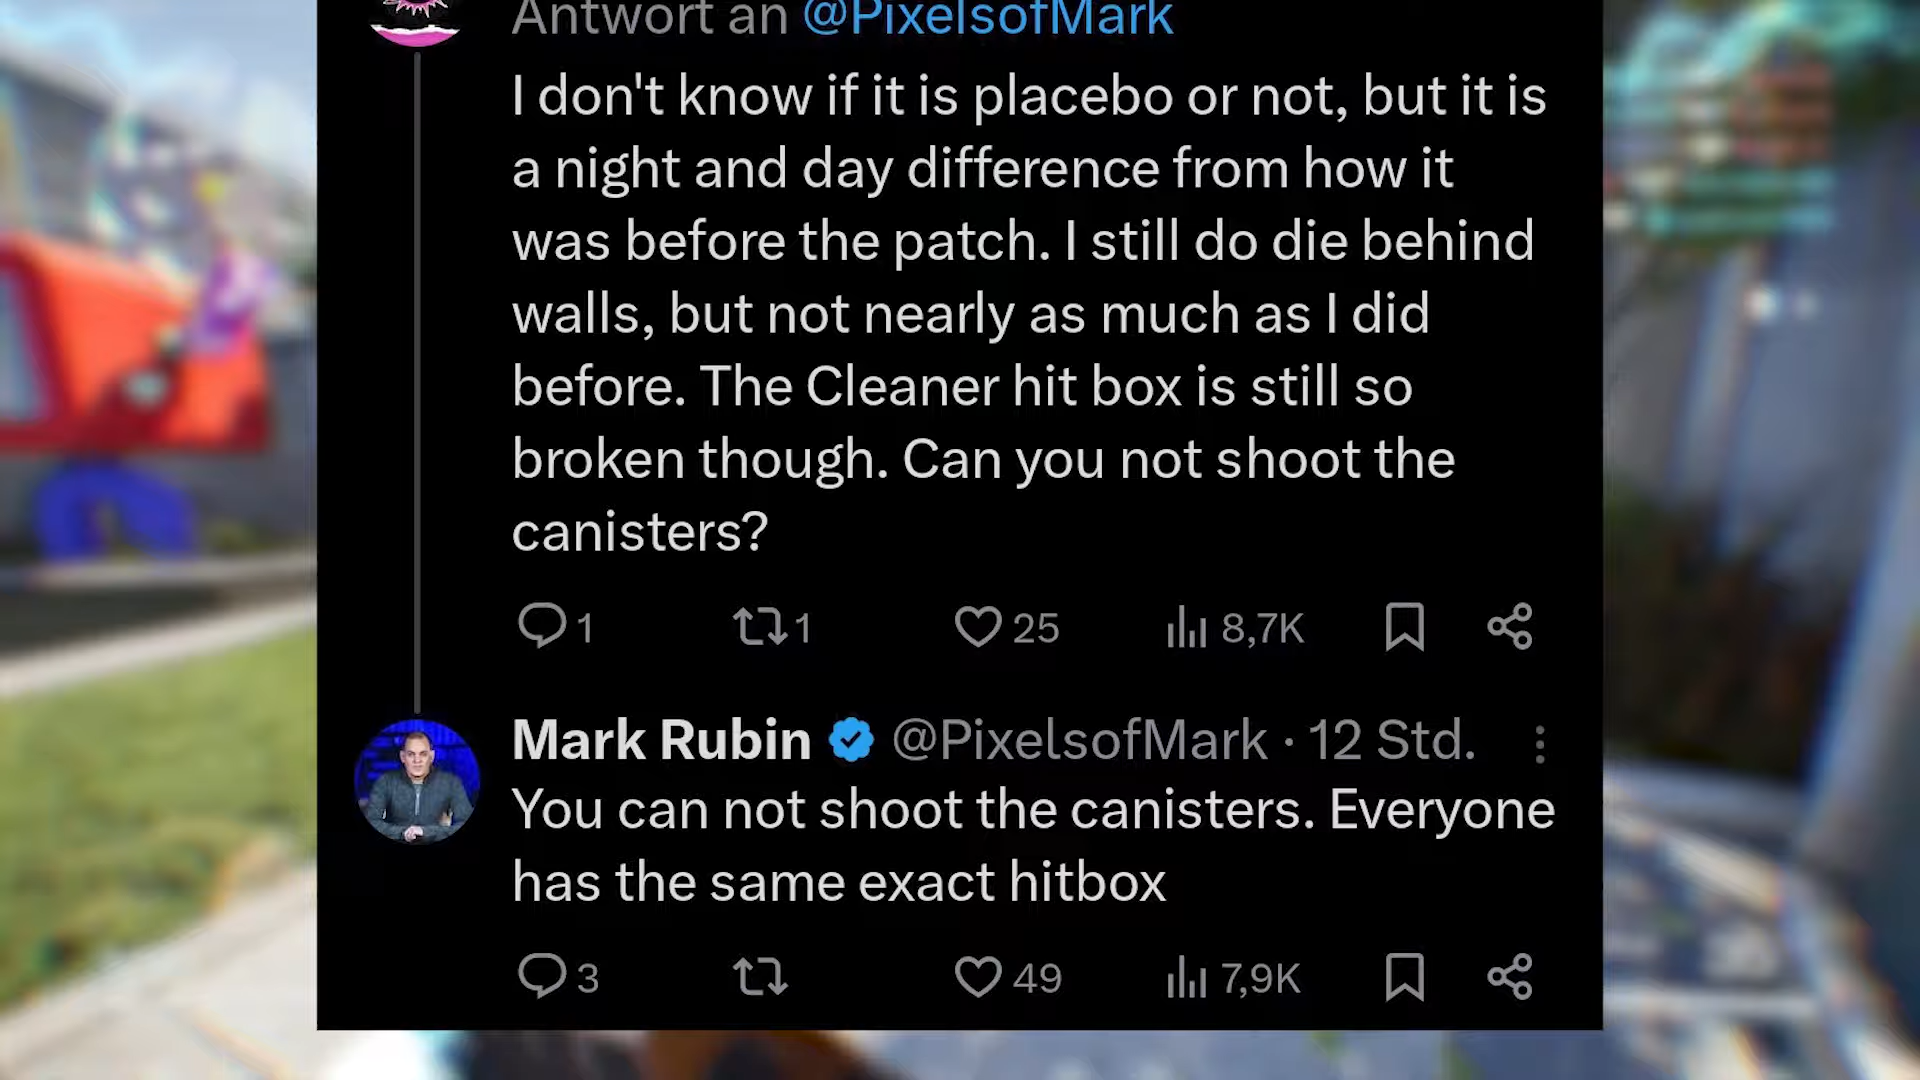 Antwort an @PixelsofMark
I don't know if it is placebo or not, but it is
a night and day difference from how it
was before the patch. I still do die behind
walls, but not nearly as much as I did
before. The Cleaner hit box is still so
broken though. Can you not shoot the
canisters?
1 1 25 8,7K
Mark Rubin @PixelsofMark · 12 Std.
You can not shoot the canisters. Everyone
has the same exact hitbox
3 49 7,9K